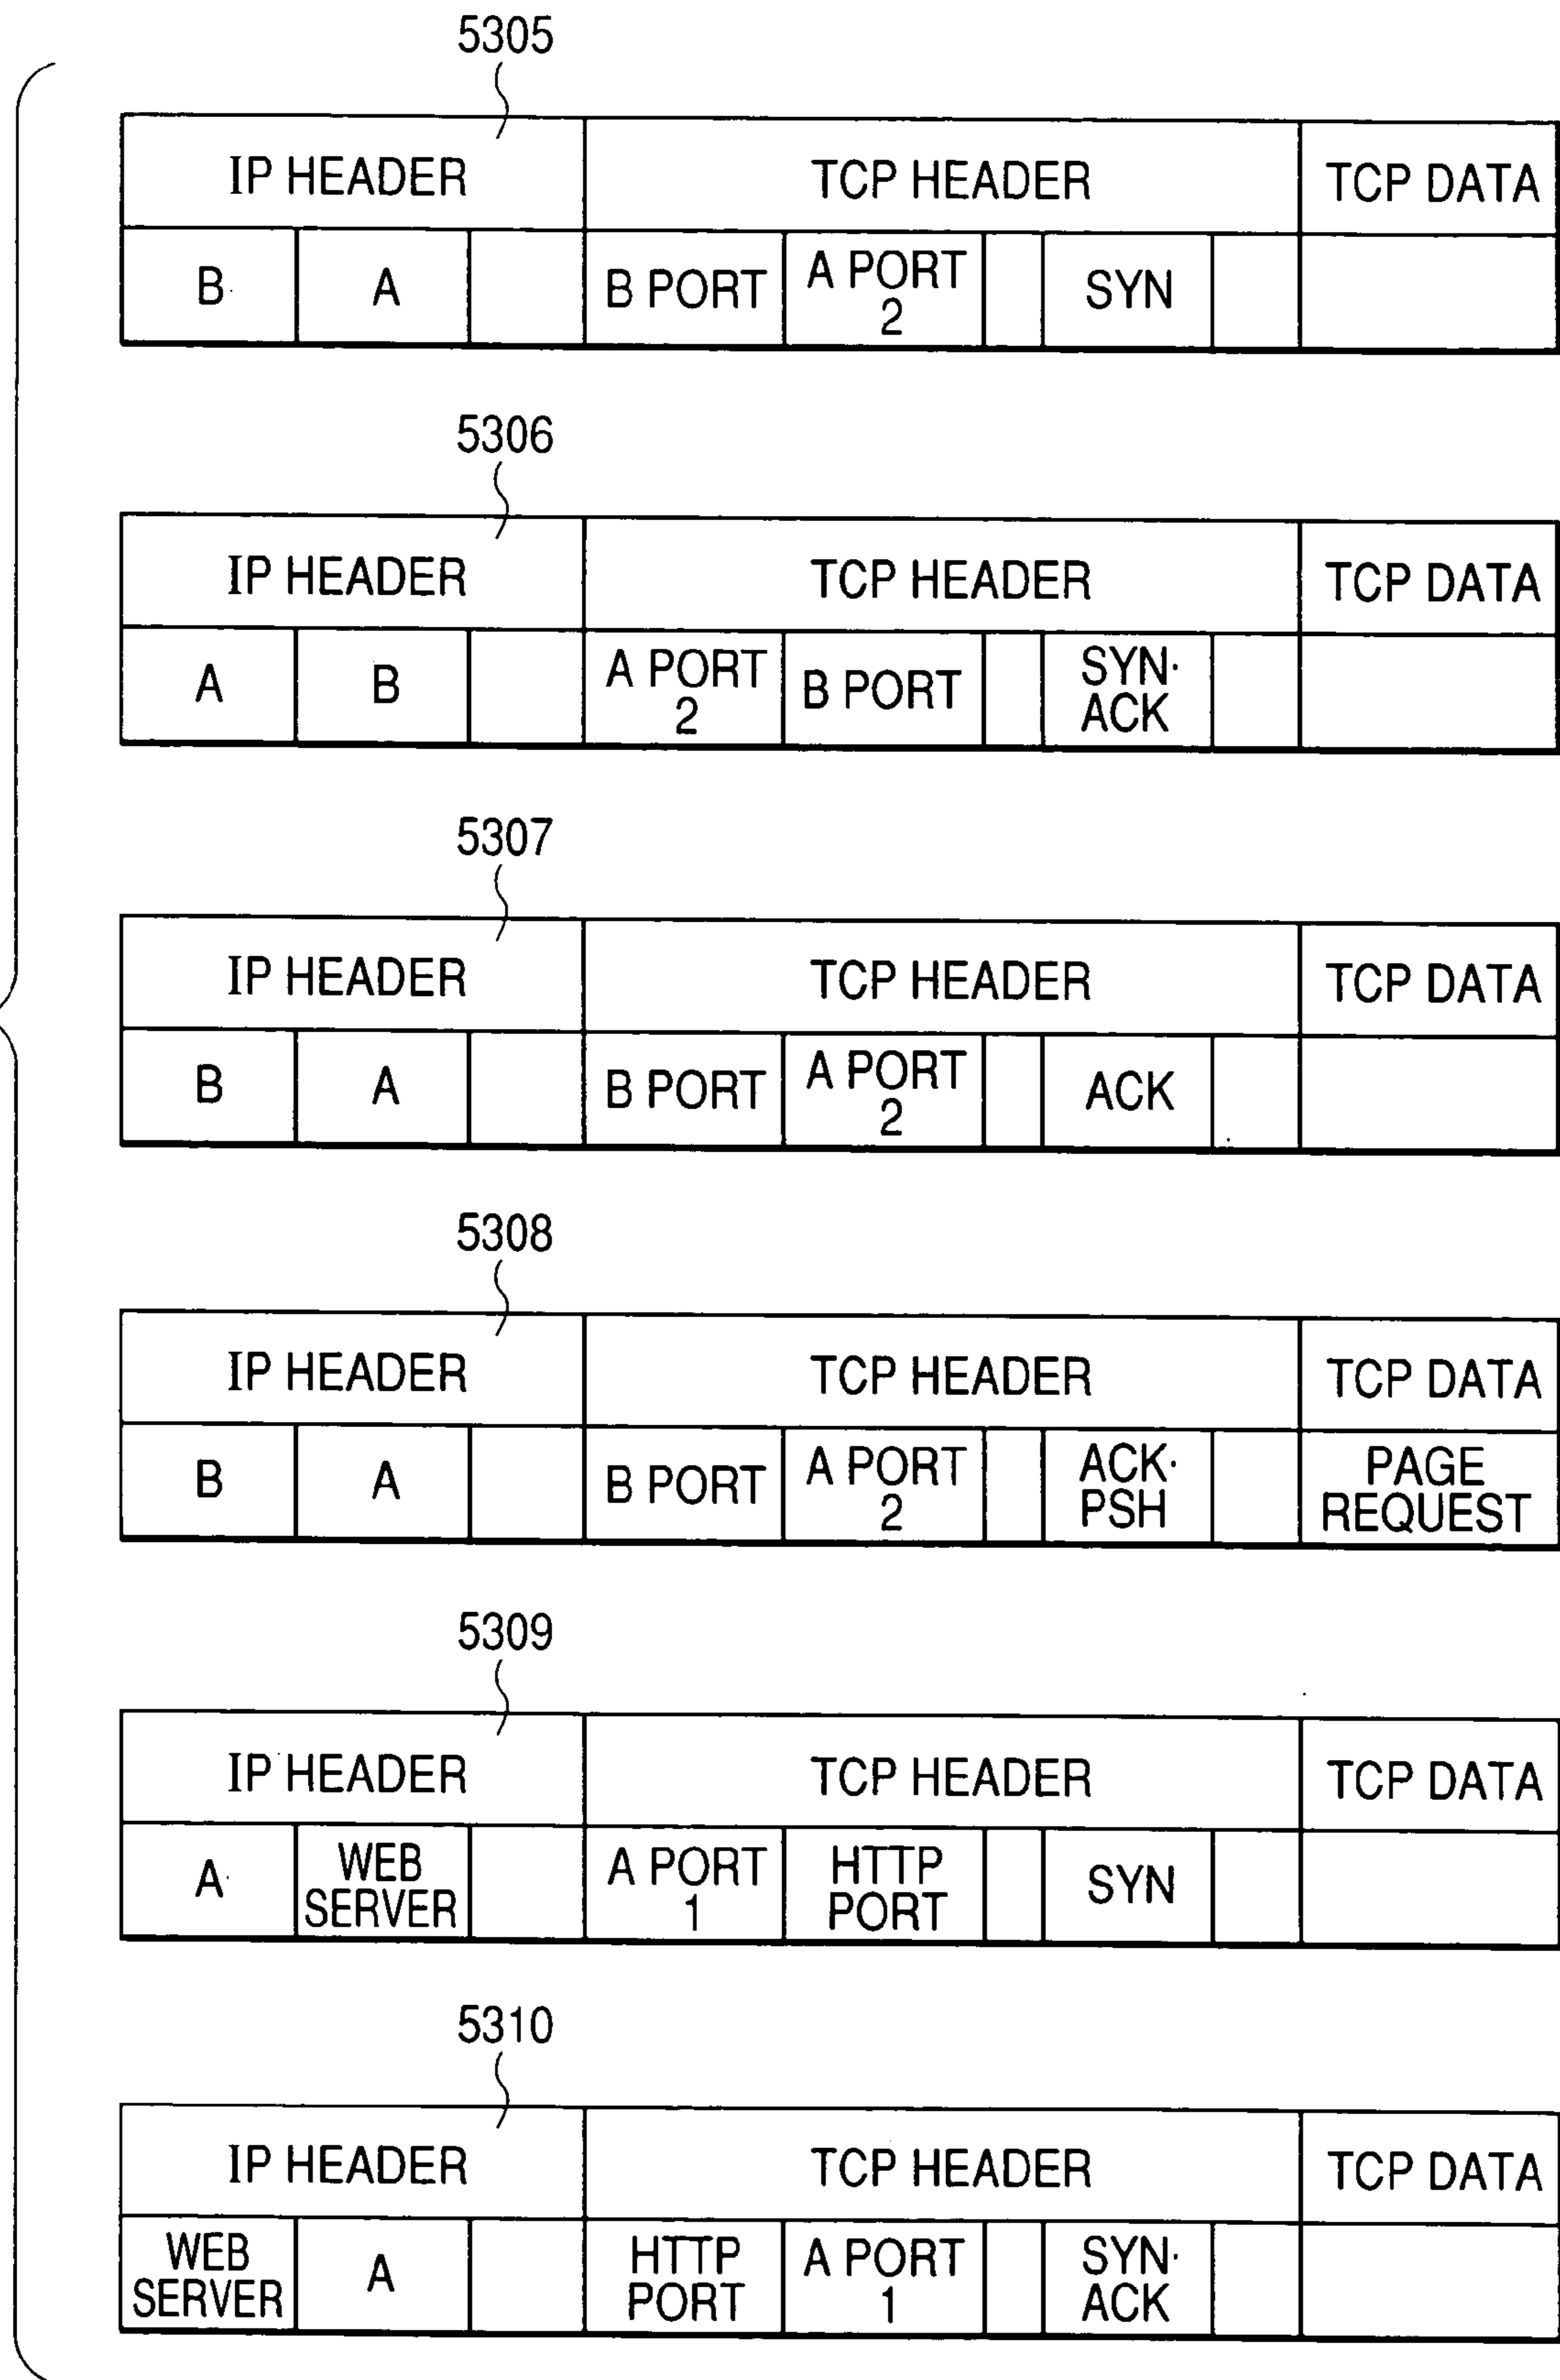 5305
IP HEADER TCP HEADER TCP DATA
B A B PORT A PORT 2 SYN
5306
IP HEADER TCP HEADER TCP DATA
A B A PORT 2 B PORT SYN· ACK
5307
IP HEADER TCP HEADER TCP DATA
B A B PORT A PORT 2 ACK
5308
IP HEADER TCP HEADER TCP DATA
B A B PORT A PORT 2 ACK· PSH PAGE REQUEST
5309
IP HEADER TCP HEADER TCP DATA
A WEB SERVER A PORT 1 HTTP PORT SYN
5310
IP HEADER TCP HEADER TCP DATA
WEB SERVER A HTTP PORT A PORT 1 SYN· ACK